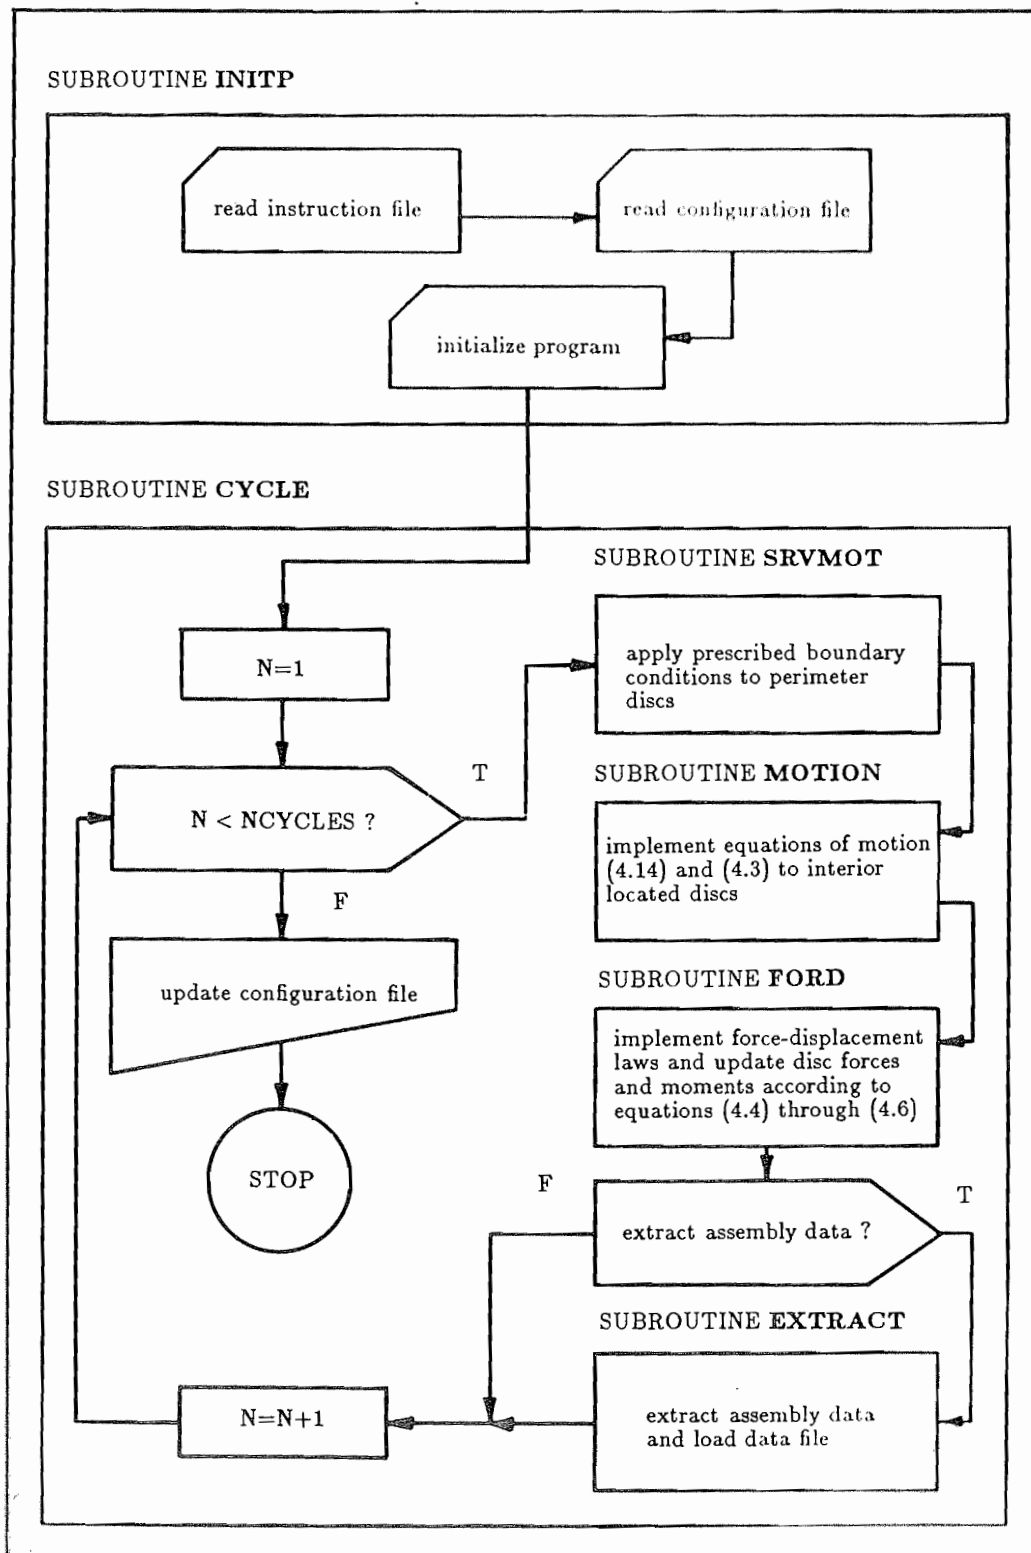 SUBROUTINE INITP
read instruction file
read configuration file
initialize program
SUBROUTINE CYCLE
N=1
N < NCYCLES ?
T
F
update configuration file
STOP
SUBROUTINE SRVMOT
apply prescribed boundary
conditions to perimeter
discs
SUBROUTINE MOTION
implement equations of motion
(4.14) and (4.3) to interior
located discs
SUBROUTINE FORD
implement force-displacement
laws and update disc forces
and moments according to
equations (4.4) through (4.6)
F
T
extract assembly data ?
SUBROUTINE EXTRACT
extract assembly data
and load data file
N=N+1